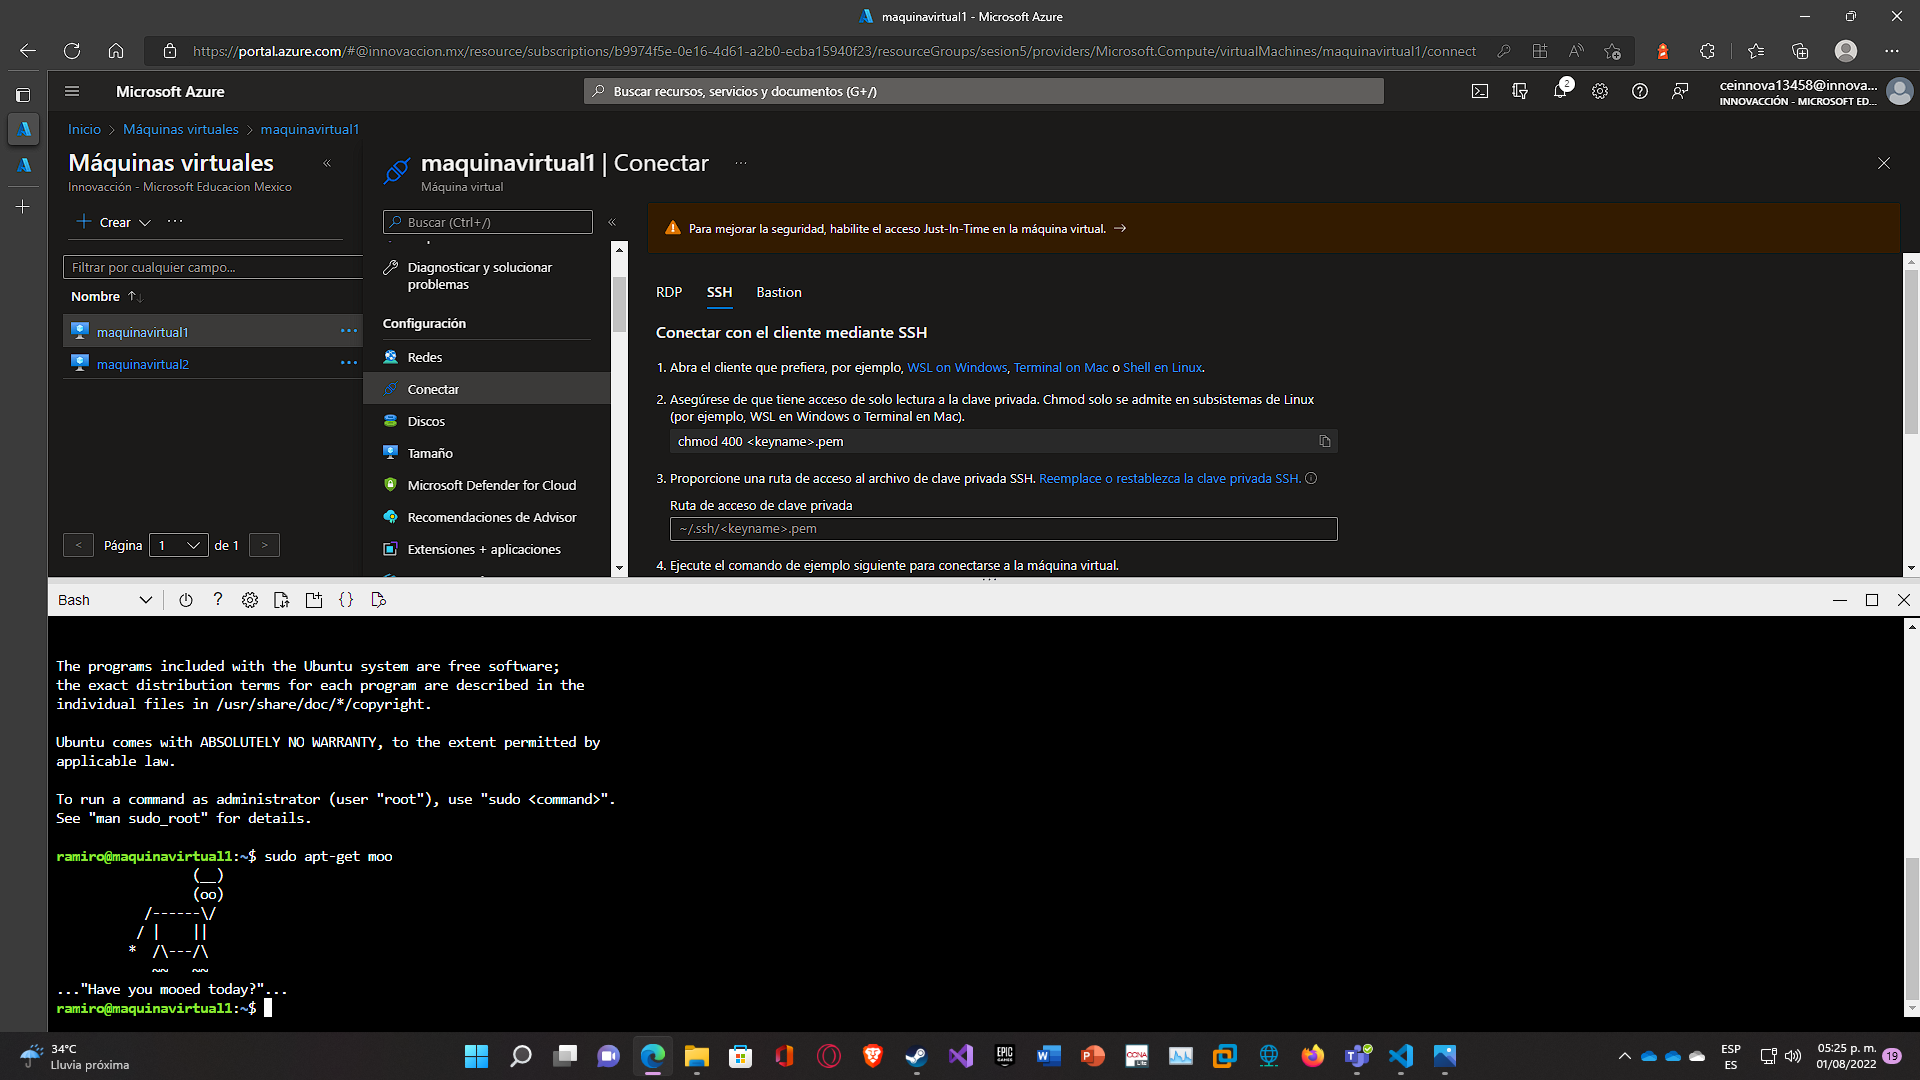 maquinavirtual1 - Microsoft Azure
https://portal.azure.com/#@innovaccion.mx/resource/subscriptions/b9974f5e-0e16-4d61-a2b0-ecba15940f23/resourceGroups/sesion5/providers/Microsoft.Compute/virtualMachines/maquinavirtual1/connect
Microsoft Azure
Buscar recursos, servicios y documentos (G+/)
2
ceinnova13458@innova...
INNOVACCIÓN - MICROSOFT ED...
Inicio > Máquinas virtuales > maquinavirtual1
Máquinas virtuales
Innovacción - Microsoft Educacion Mexico
Crear
Filtrar por cualquier campo...
Nombre
maquinavirtual1
maquinavirtual2
< Página 1 de 1 >
maquinavirtual1 | Conectar
Máquina virtual
Buscar (Ctrl+/)
Diagnosticar y solucionar
problemas
Configuración
Redes
Conectar
Discos
Tamaño
Microsoft Defender for Cloud
Recomendaciones de Advisor
Extensiones + aplicaciones
Para mejorar la seguridad, habilite el acceso Just-In-Time en la máquina virtual. →
RDP SSH Bastion
Conectar con el cliente mediante SSH
1. Abra el cliente que prefiera, por ejemplo, WSL on Windows, Terminal on Mac o Shell en Linux.
2. Asegúrese de que tiene acceso de solo lectura a la clave privada. Chmod solo se admite en subsistemas de Linux
(por ejemplo, WSL en Windows o Terminal en Mac).
chmod 400 <keyname>.pem
3. Proporcione una ruta de acceso al archivo de clave privada SSH. Reemplace o restablezca la clave privada SSH.
Ruta de acceso de clave privada
~/.ssh/<keyname>.pem
4. Ejecute el comando de ejemplo siguiente para conectarse a la máquina virtual.
Bash
The programs included with the Ubuntu system are free software;
the exact distribution terms for each program are described in the
individual files in /usr/share/doc/*/copyright.
Ubuntu comes with ABSOLUTELY NO WARRANTY, to the extent permitted by
applicable law.
To run a command as administrator (user "root"), use "sudo <command>".
See "man sudo_root" for details.
ramiro@maquinavirtual1:~$ sudo apt-get moo
                 (__)
                 (oo)
           /------\/
          / |    ||
         *  /\---/\
            ~~   ~~
..."Have you mooed today?"...
ramiro@maquinavirtual1:~$
34°C
Lluvia próxima
EPIC GAMES
CCNA
Lite
ESP
ES
05:25 p. m.
01/08/2022
19